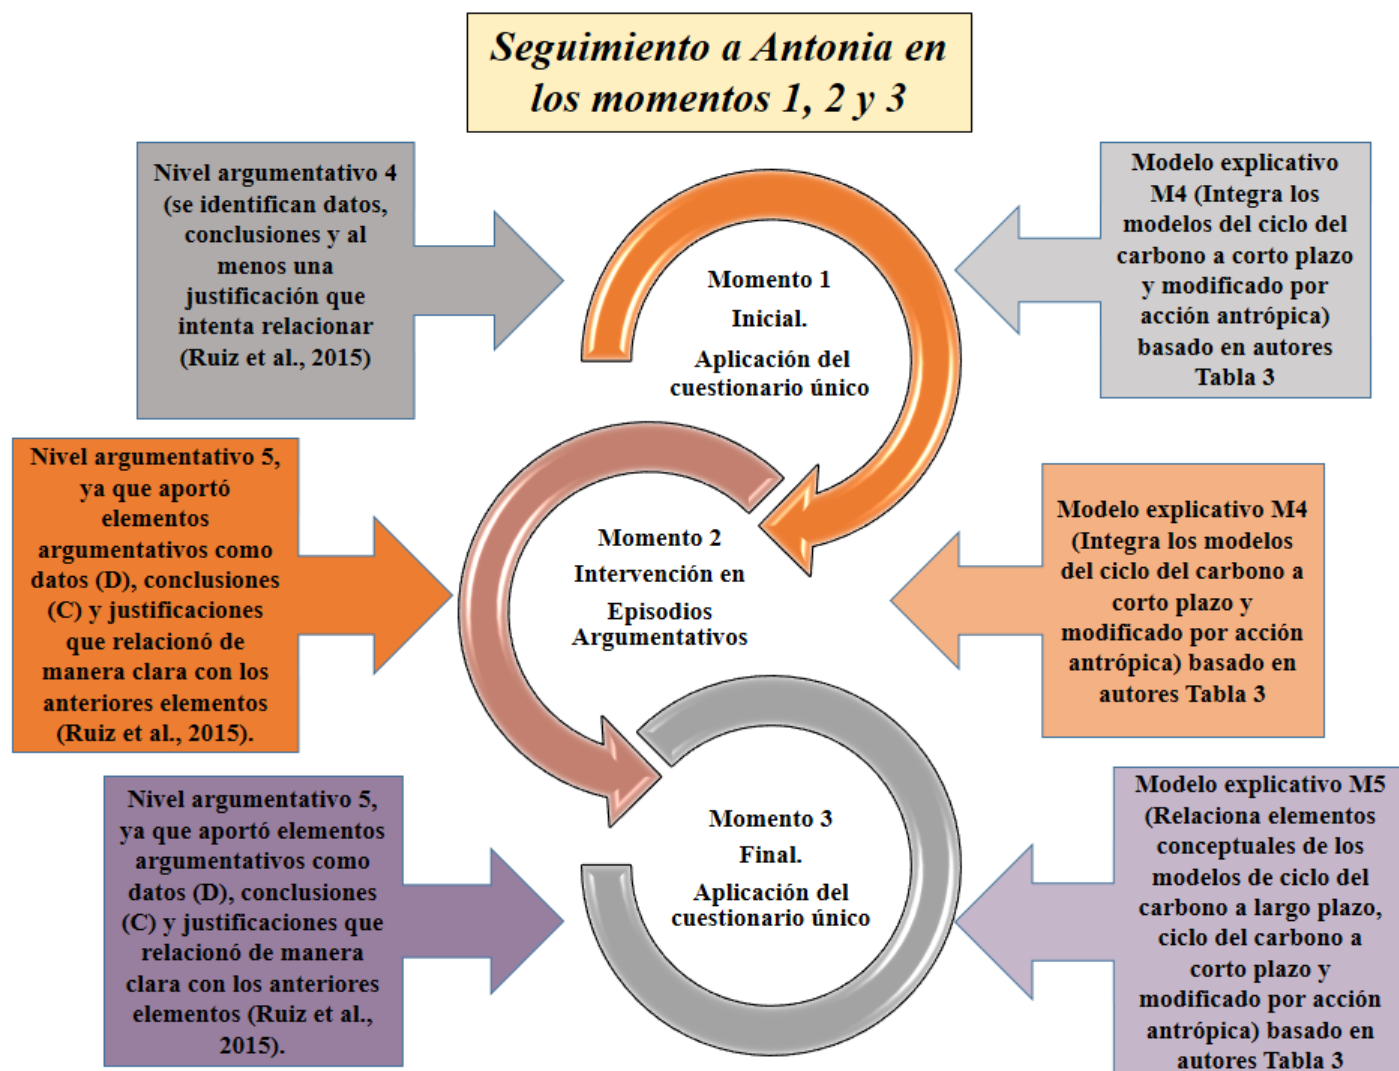 Seguimiento a Antonia en
los momentos 1, 2 y 3
Nivel argumentativo 4
(se identifican datos,
conclusiones y al
menos una
justificación que
intenta relacionar
(Ruiz et al., 2015)
Momento 1
Inicial.
Aplicación del
cuestionario único
Modelo explicativo
M4 (Integra los
modelos del ciclo del
carbono a corto plazo
y modificado por
acción antrópica)
basado en autores
Tabla 3
Nivel argumentativo 5,
ya que aportó
elementos
argumentativos como
datos (D), conclusiones
(C) y justificaciones
que relacionó de
manera clara con los
anteriores elementos
(Ruiz et al., 2015).
Momento 2
Intervención en
Episodios
Argumentativos
Modelo explicativo M4
(Integra los modelos
del ciclo del carbono a
corto plazo y
modificado por acción
antrópica) basado en
autores Tabla 3
Nivel argumentativo 5,
ya que aportó elementos
argumentativos como
datos (D), conclusiones
(C) y justificaciones que
relacionó de manera
clara con los anteriores
elementos (Ruiz et al.,
2015).
Momento 3
Final.
Aplicación del
cuestionario único
Modelo explicativo M5
(Relaciona elementos
conceptuales de los
modelos de ciclo del
carbono a largo plazo,
ciclo del carbono a
corto plazo y
modificado por acción
antrópica) basado en
autores Tabla 3